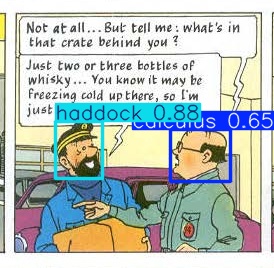 Not at all... But tell me: what's in
that crate behind you?
Just two or three bottles of
whisky... You know it may be
freezing cold up there, so I'm
just
haddock 0.88
calculus 0.65